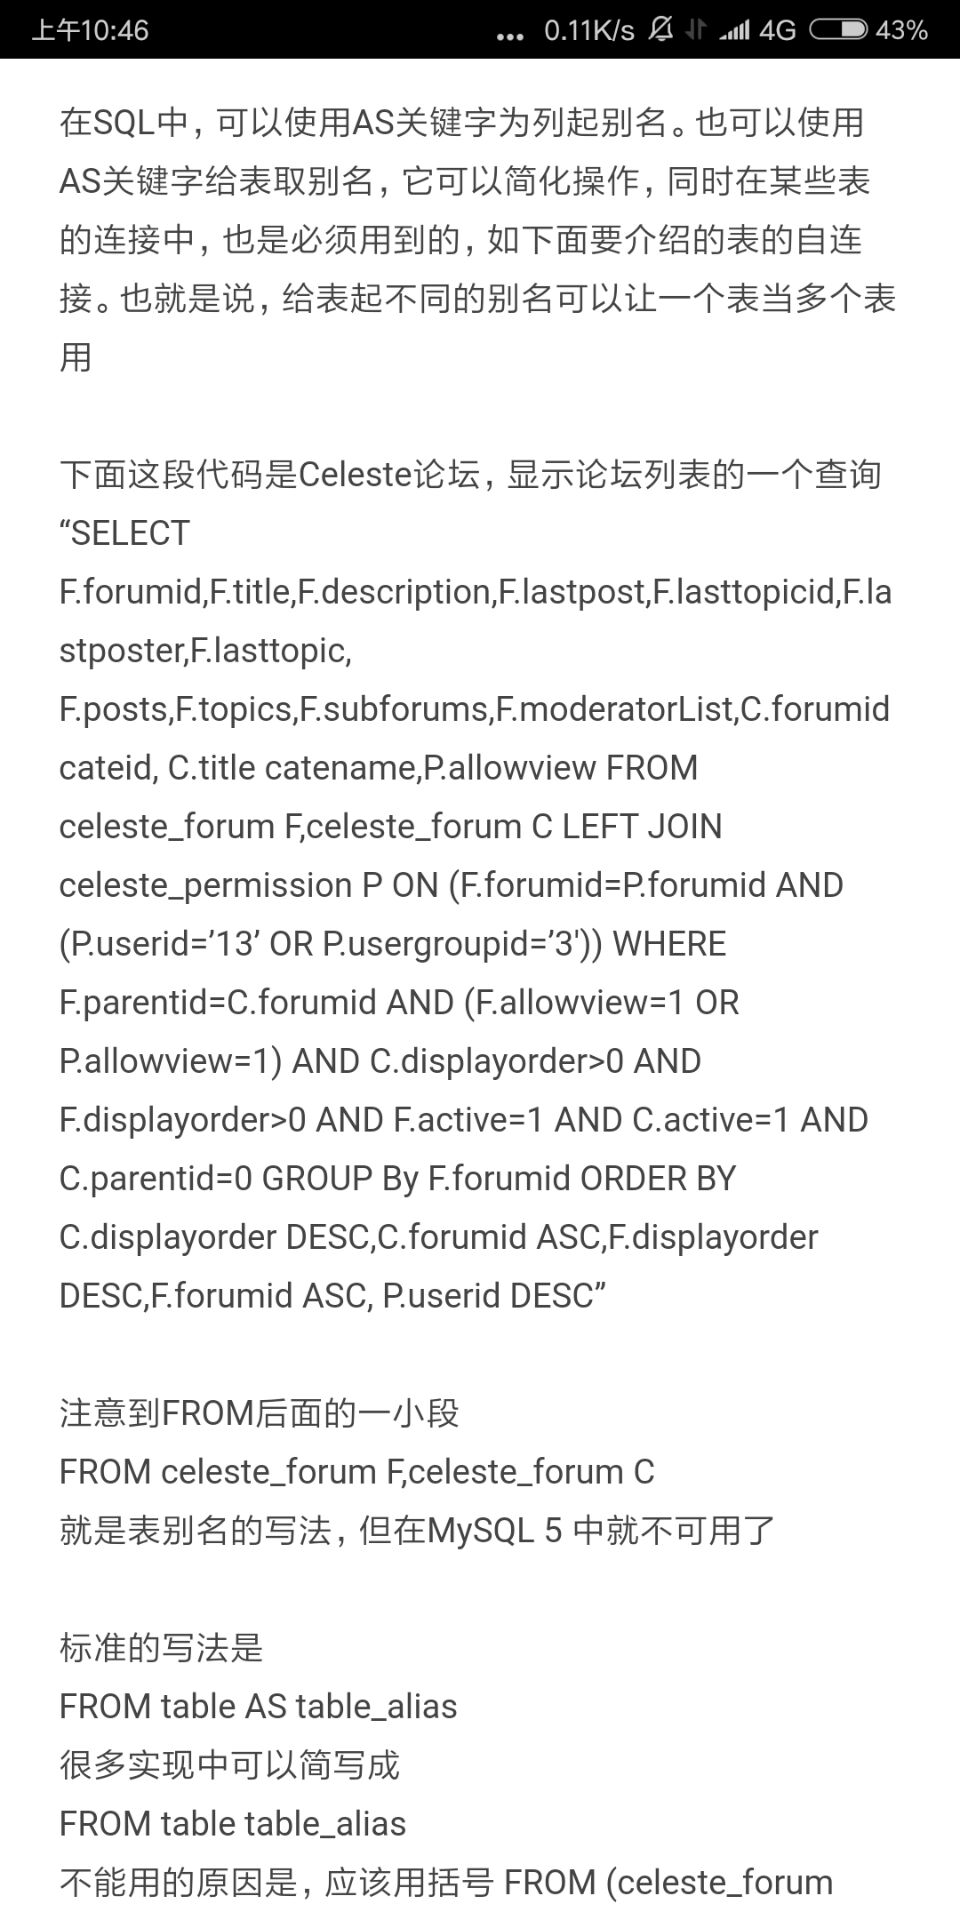 上午10:46
... 0.11K/s 4G 43%
在SQL中，可以使用AS关键字为列起别名。也可以使用
AS关键字给表取别名，它可以简化操作，同时在某些表
的连接中，也是必须用到的，如下面要介绍的表的自连
接。也就是说，给表起不同的别名可以让一个表当多个表
用
下面这段代码是Celeste论坛，显示论坛列表的一个查询
“SELECT
F.forumid,F.title,F.description,F.lastpost,F.lasttopicid,F.la
stposter,F.lasttopic,
F.posts,F.topics,F.subforums,F.moderatorList,C.forumid
cateid, C.title catename,P.allowview FROM
celeste_forum F,celeste_forum C LEFT JOIN
celeste_permission P ON (F.forumid=P.forumid AND
(P.userid=’13’ OR P.usergroupid=’3')) WHERE
F.parentid=C.forumid AND (F.allowview=1 OR
P.allowview=1) AND C.displayorder>0 AND
F.displayorder>0 AND F.active=1 AND C.active=1 AND
C.parentid=0 GROUP By F.forumid ORDER BY
C.displayorder DESC,C.forumid ASC,F.displayorder
DESC,F.forumid ASC, P.userid DESC”
注意到FROM后面的一小段
FROM celeste_forum F,celeste_forum C
就是表别名的写法，但在MySQL 5 中就不可用了
标准的写法是
FROM table AS table_alias
很多实现中可以简写成
FROM table table_alias
不能用的原因是，应该用括号 FROM (celeste_forum